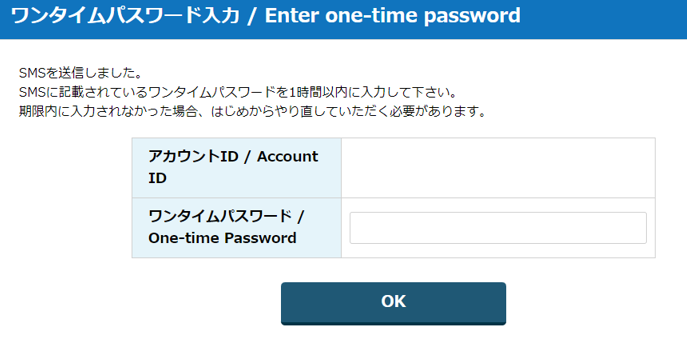 ワンタイムパスワード入力 / Enter one-time password
SMSを送信しました。
SMSに記載されているワンタイムパスワードを1時間以内に入力して下さい。
期限内に入力されなかった場合、はじめからやり直していただく必要があります。
アカウントID / Account
ID
ワンタイムパスワード /
One-time Password
OK